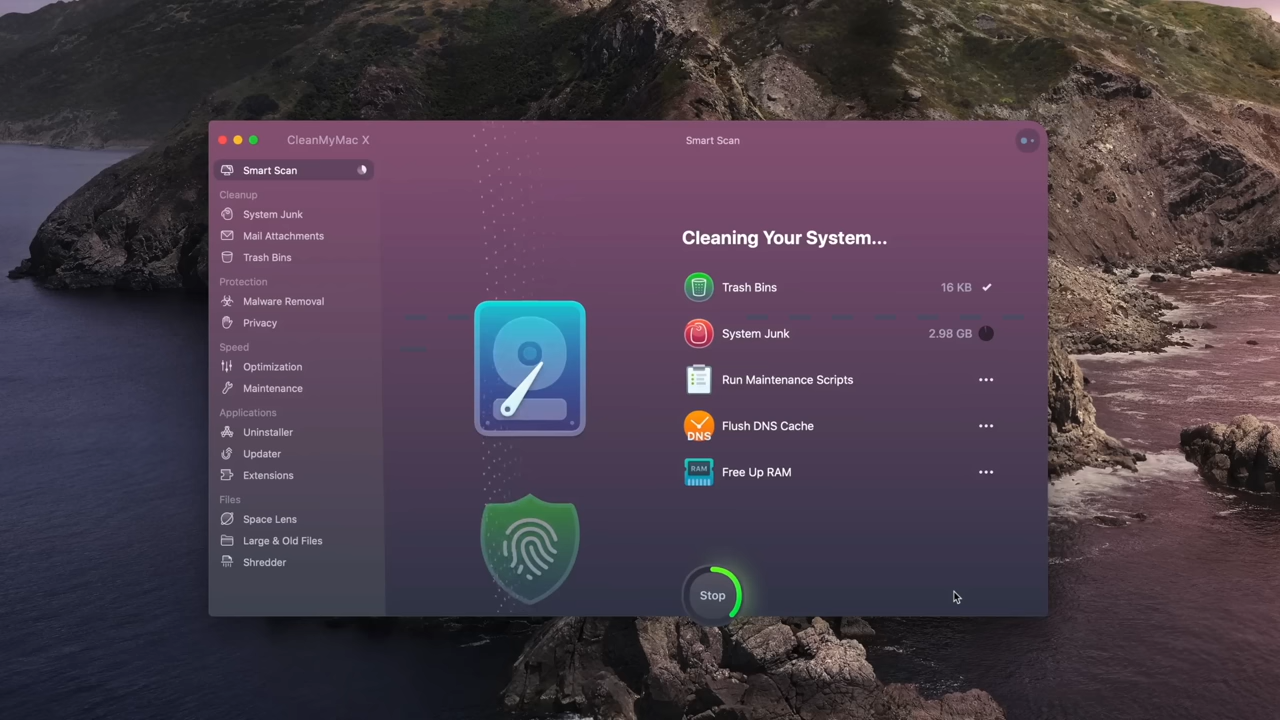 CleanMyMac X
Smart Scan
Smart Scan
Cleanup
System Junk
Mail Attachments
Trash Bins
Protection
Malware Removal
Privacy
Speed
Optimization
Maintenance
Applications
Uninstaller
Updater
Extensions
Files
Space Lens
Large & Old Files
Shredder
Cleaning Your System...
Trash Bins 16 KB
System Junk 2.98 GB
Run Maintenance Scripts
DNS Flush DNS Cache
RAM Free Up RAM
Stop